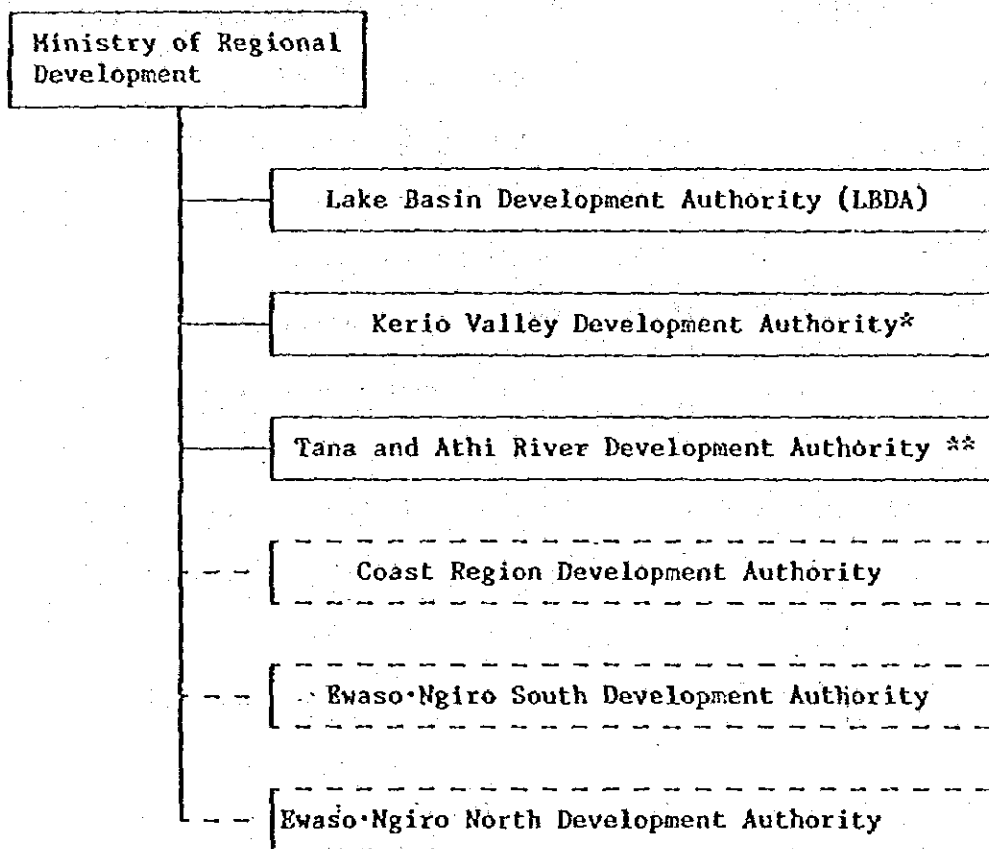 Ministry of Regional
Development
Lake Basin Development Authority (LBDA)
Kerio Valley Development Authority*
Tana and Athi River Development Authority **
Coast Region Development Authority
Ewaso·Ngiro South Development Authority
Ewaso·Ngiro North Development Authority